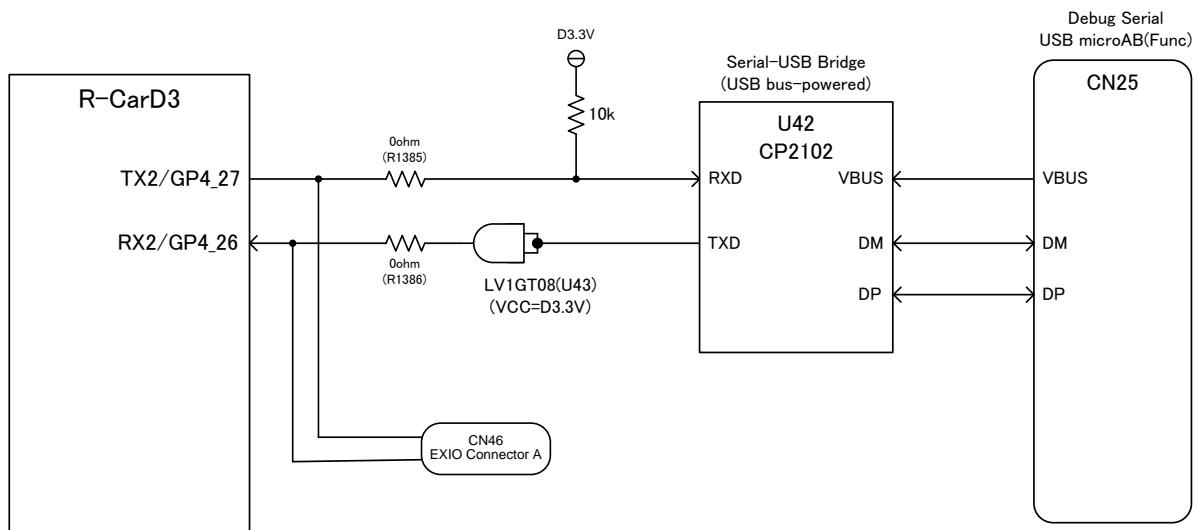 Debug Serial
USB microAB(Func)
D3.3V
Serial-USB Bridge
(USB bus-powered)
R-CarD3
CN25
10k
U42
CP2102
0ohm
(R1385)
TX2/GP4_27
RXD
VBUS
VBUS
RX2/GP4_26
TXD
DM
DM
0ohm
(R1386)
LV1GT08(U43)
(VCC=D3.3V)
DP
DP
CN46
EXIO Connector A